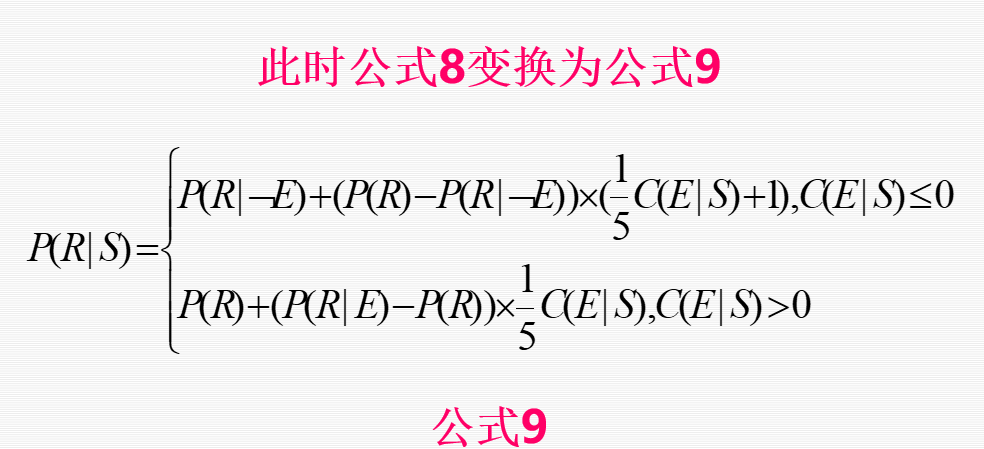 此时公式8变换为公式9
P(R|¬E)+(P(R)−P(R|¬E))×(1/5 C(E|S)+1),C(E|S)≤0
P(R|S)={
P(R)+(P(R|E)−P(R))×1/5 C(E|S),C(E|S)>0
公式9